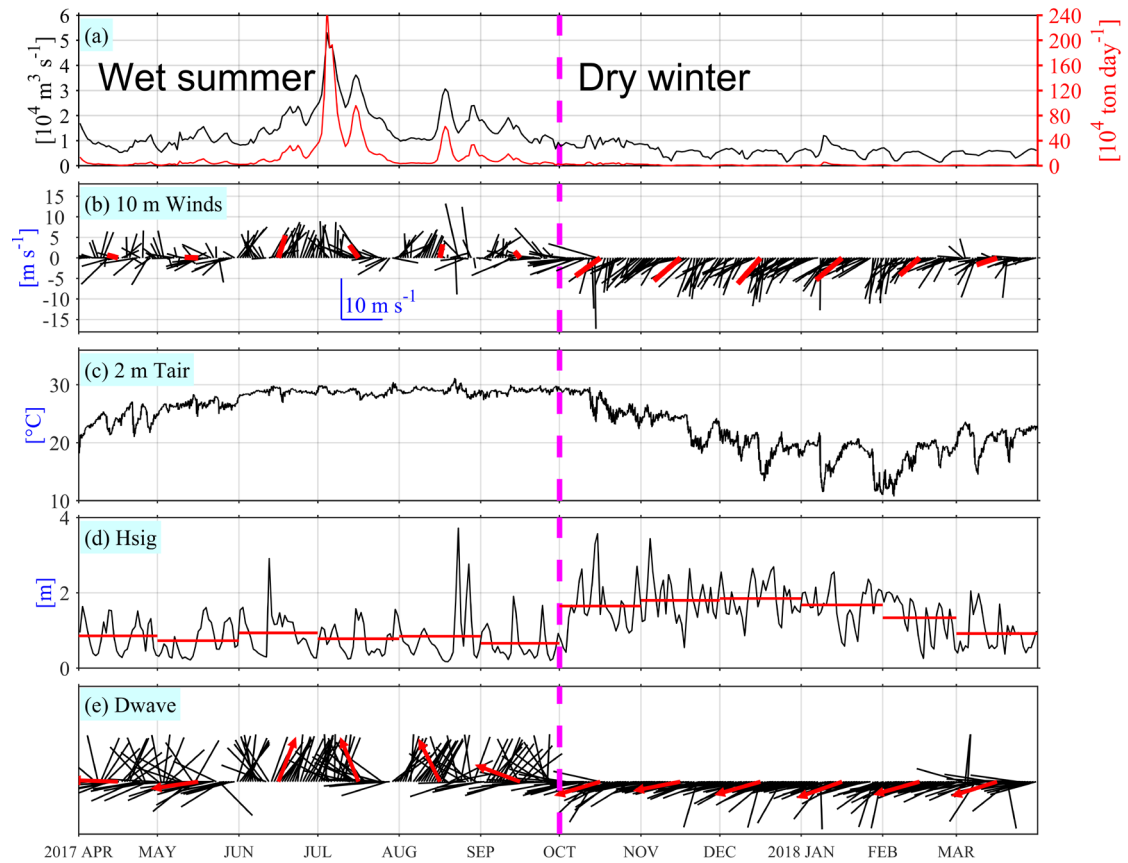 (a)
Wet summer
Dry winter
[10⁴ m³ s⁻¹]
6
5
4
3
2
1
0
240
200
160
120
80
40
0
[10⁴ ton day⁻¹]
(b) 10 m Winds
[m s⁻¹]
15
10
5
0
-5
-10
-15
10 m s⁻¹
(c) 2 m Tair
[°C]
30
20
10
(d) Hsig
[m]
4
2
0
(e) Dwave
2017 APR MAY JUN JUL AUG SEP OCT NOV DEC 2018 JAN FEB MAR